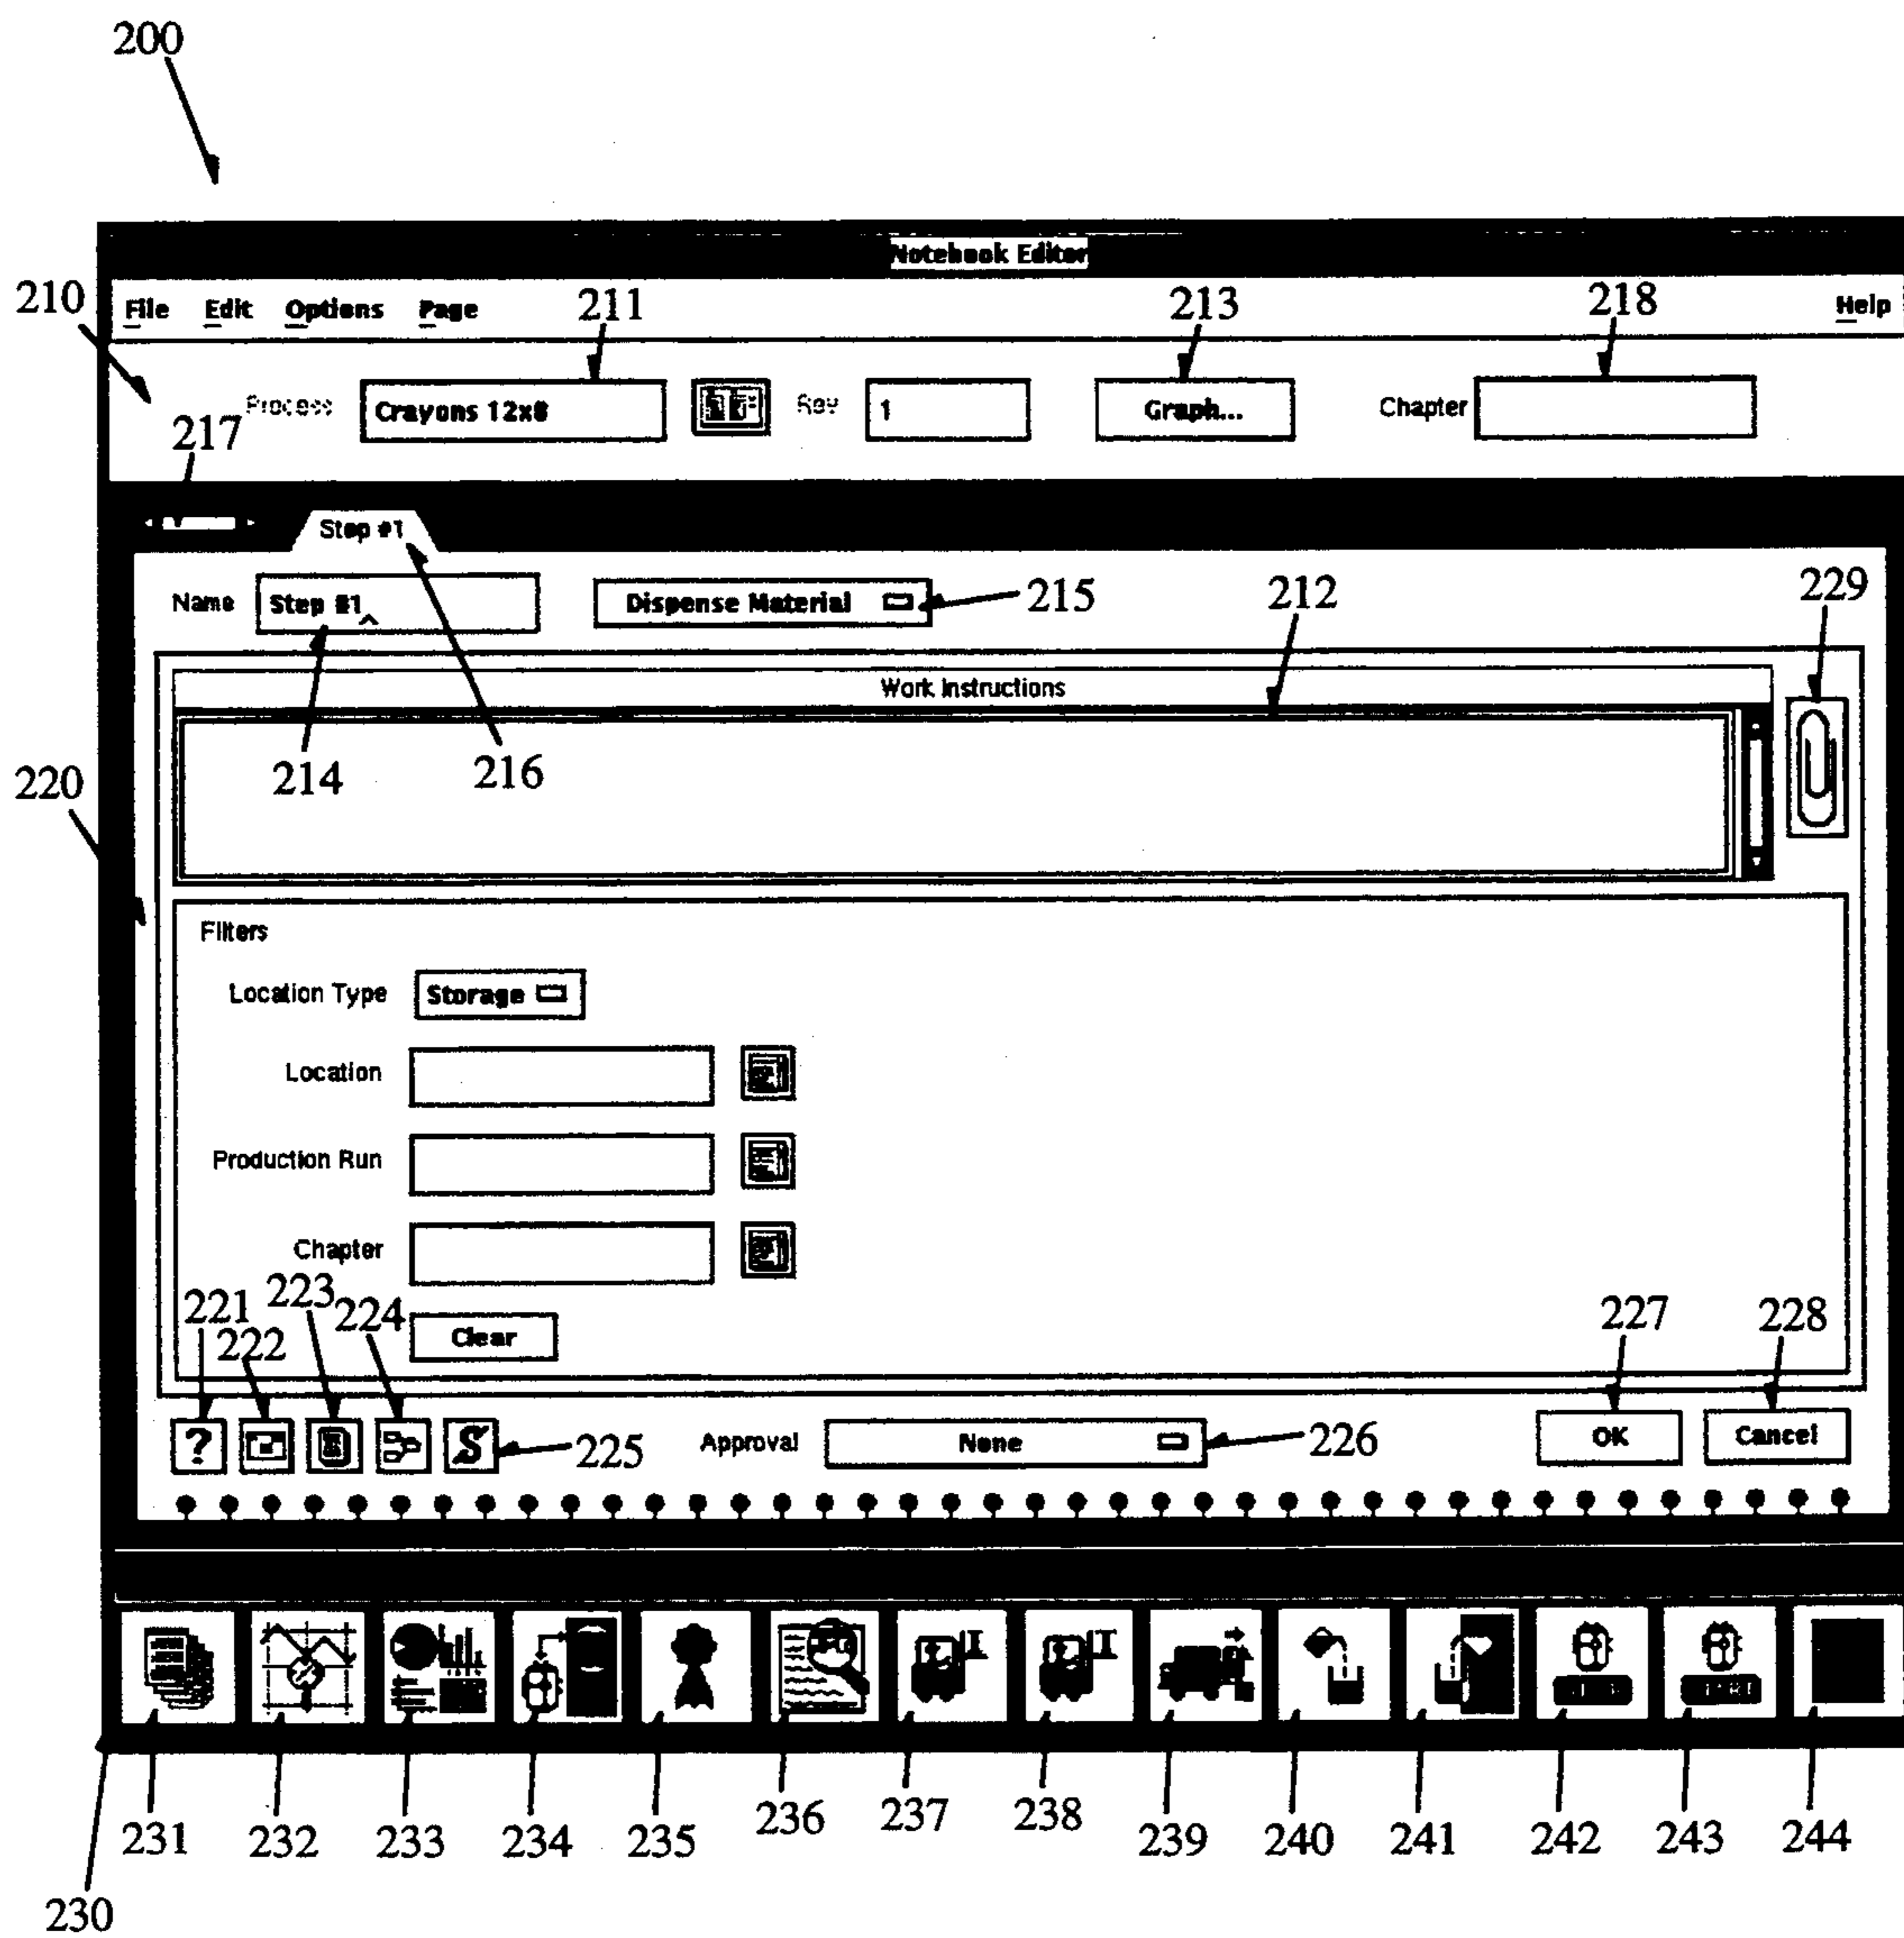 200
Notebook Editor
210 File Edit Options Page 211 213 218 Help
Process Crayons 12x8 Rev 1 Graph... Chapter
217
Step #1
Name Step #1 Dispense Material 215 212 229
Work Instructions
214 216
220
Filters
Location Type Storage
Location
Production Run
Chapter
221 222 223 224 Clear 227 228
? S 225 Approval None 226 OK Cancel
231 232 233 234 235 236 237 238 239 240 241 242 243 244
230